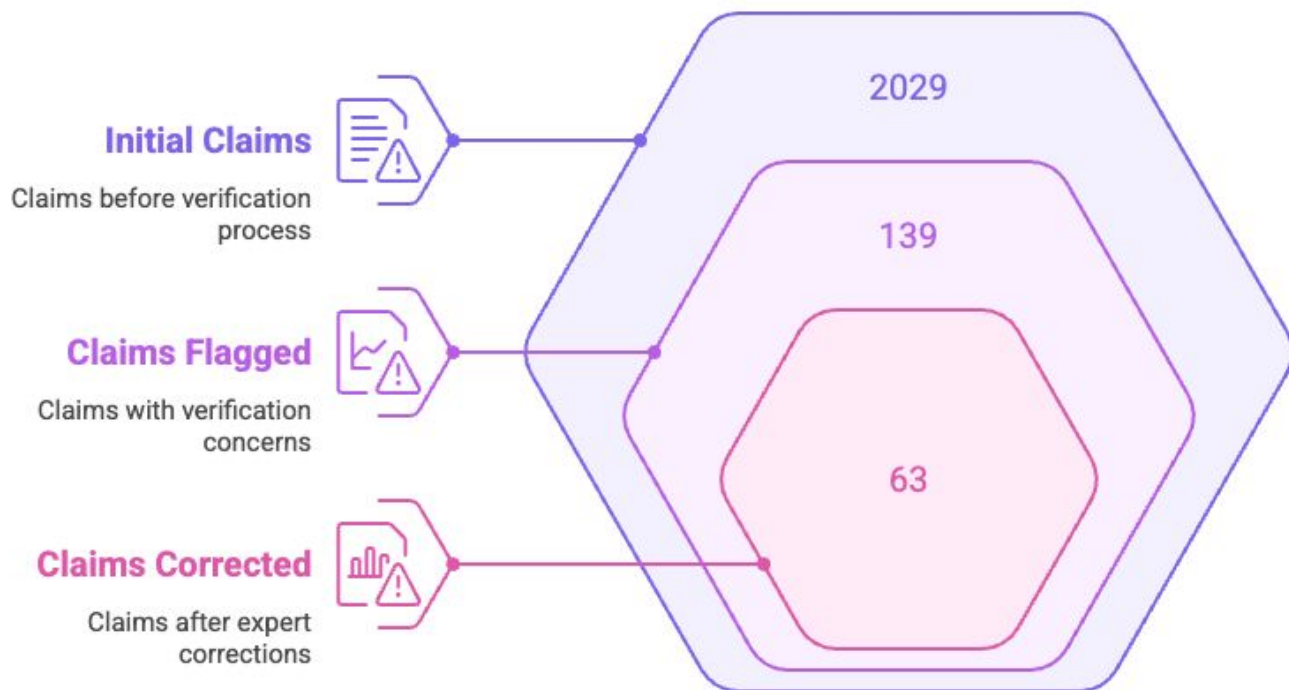 2029
Initial Claims
Claims before verification
process
139
Claims Flagged
Claims with verification
concerns
63
Claims Corrected
Claims after expert
corrections